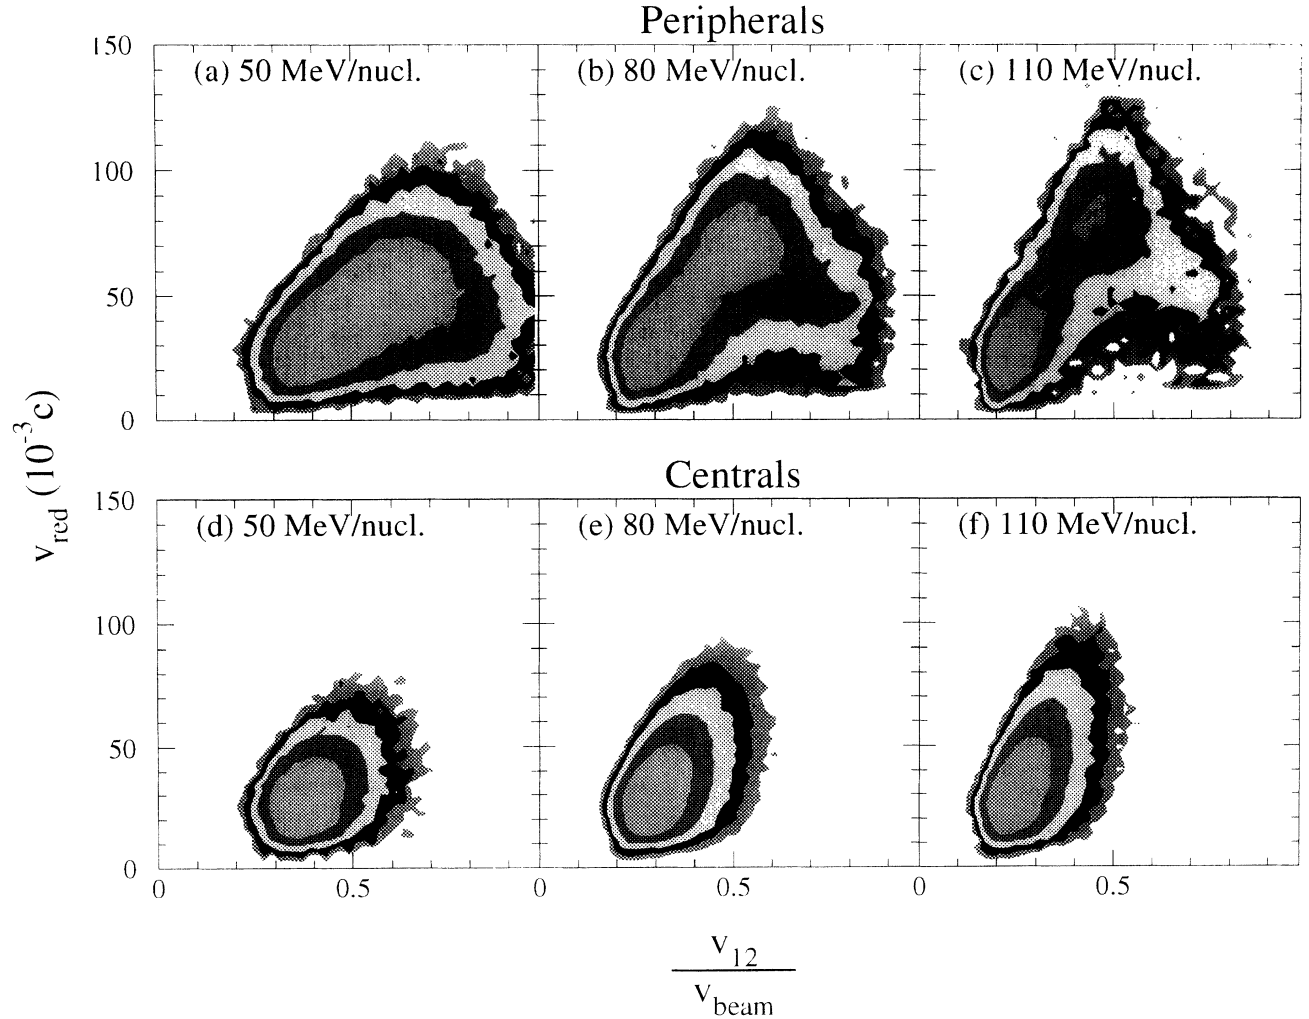 Peripherals
150
(a) 50 MeV/nucl.
(b) 80 MeV/nucl.
(c) 110 MeV/nucl.
100
50
0
Centrals
150
(d) 50 MeV/nucl.
(e) 80 MeV/nucl.
(f) 110 MeV/nucl.
100
50
0
0 0.5 0 0.5 0 0.5
v_red (10^-3 c)
v_12
v_beam